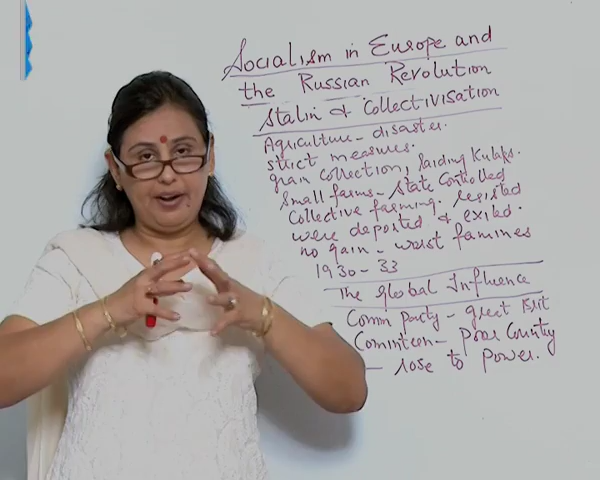 Socialism in Europe and
the Russian Revolution
Stalin & Collectivisation
Agriculture - disaster.
strict measures.
grain collection, raiding Kulaks.
small farms - State Controlled
Collective farming. resisted
were deported & exiled.
no gain - worst famines
1930 - 33
The Global Influence
Comm Party - great Brit
Comintern - Poor Country
- rose to power.